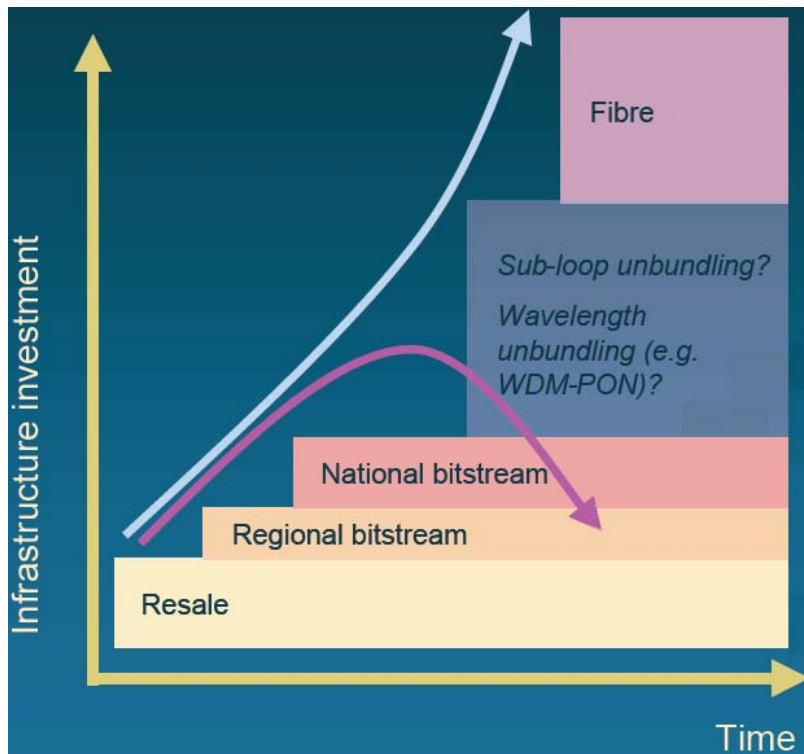 Infrastructure investment
Fibre
Sub-loop unbundling?
Wavelength
unbundling (e.g.
WDM-PON)?
National bitstream
Regional bitstream
Resale
Time